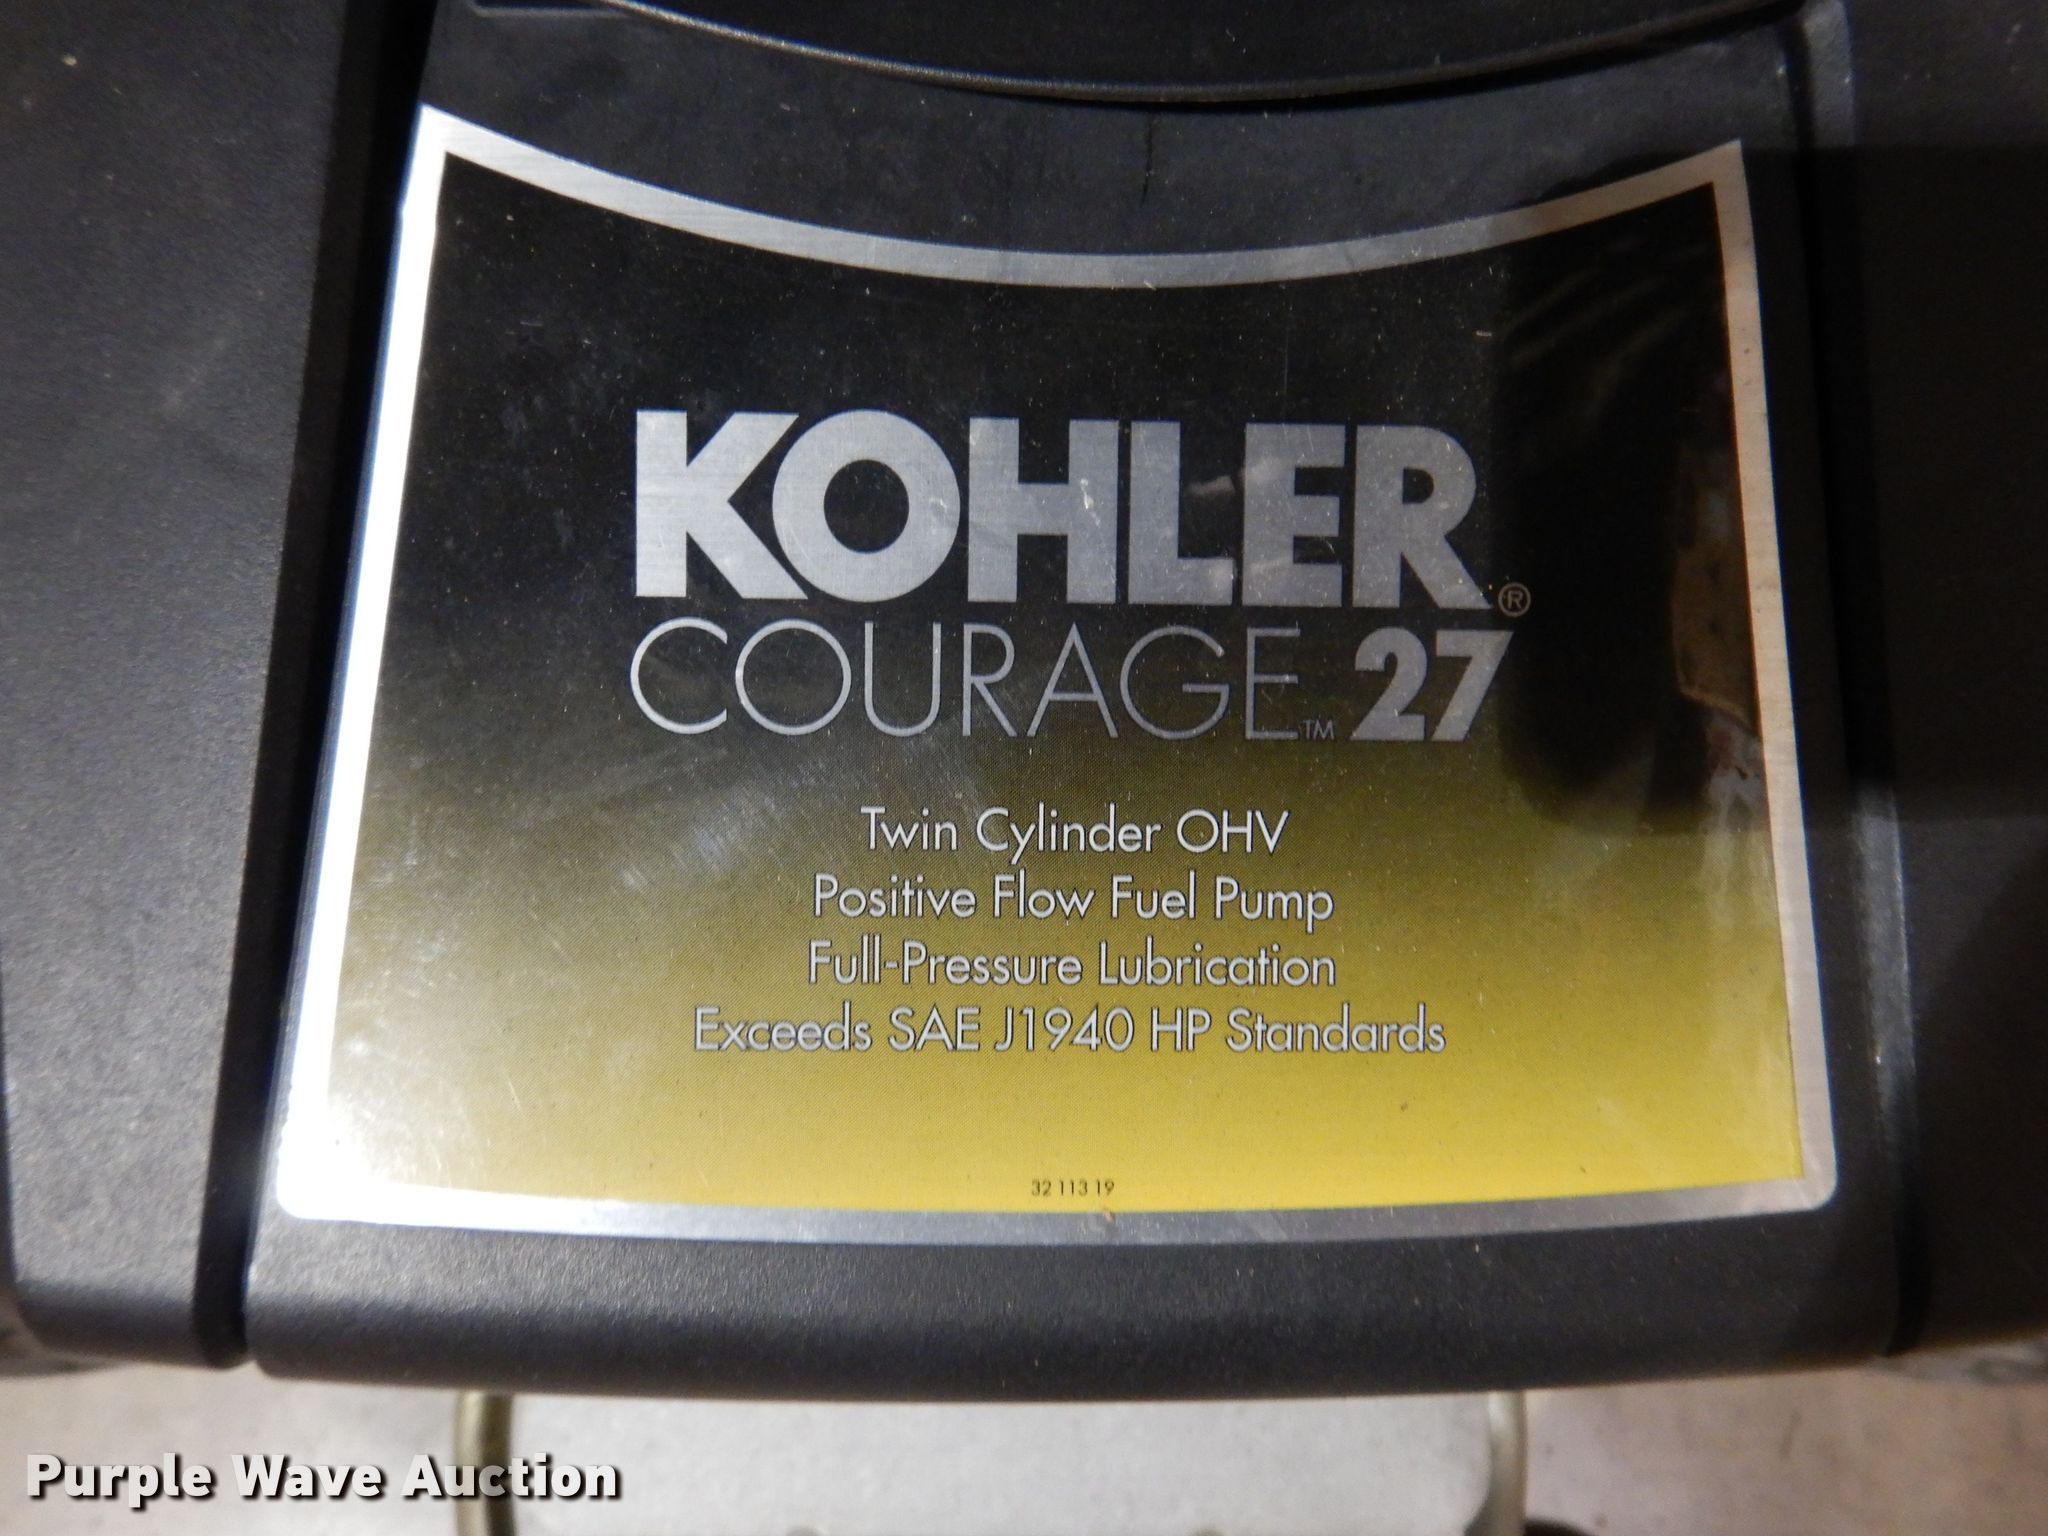 KOHLER®
COURAGE™ 27
Twin Cylinder OHV
Positive Flow Fuel Pump
Full-Pressure Lubrication
Exceeds SAE J1940 HP Standards
32 113 19
Purple Wave Auction